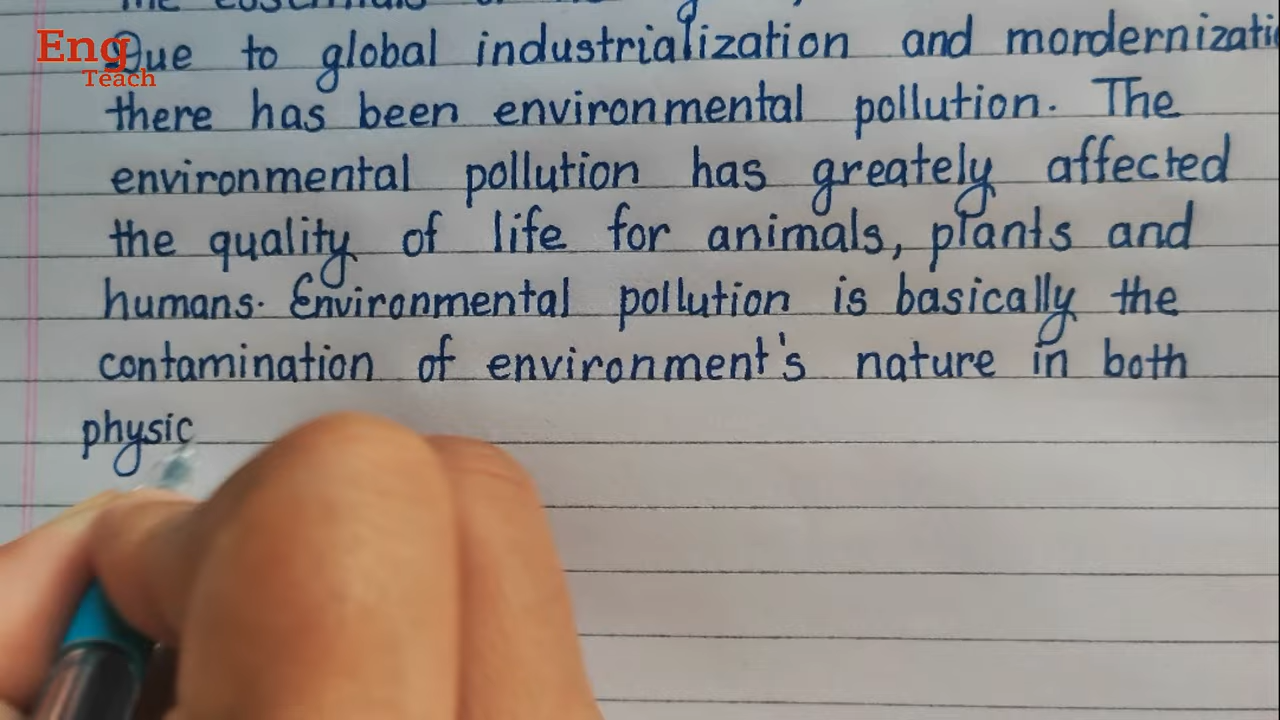 Eng
Teach
Due to global industrialization and mordernizati
there has been environmental pollution. The
environmental pollution has greately affected
the quality of life for animals, plants and
humans. Environmental pollution is basically the
contamination of environment's nature in both
physic